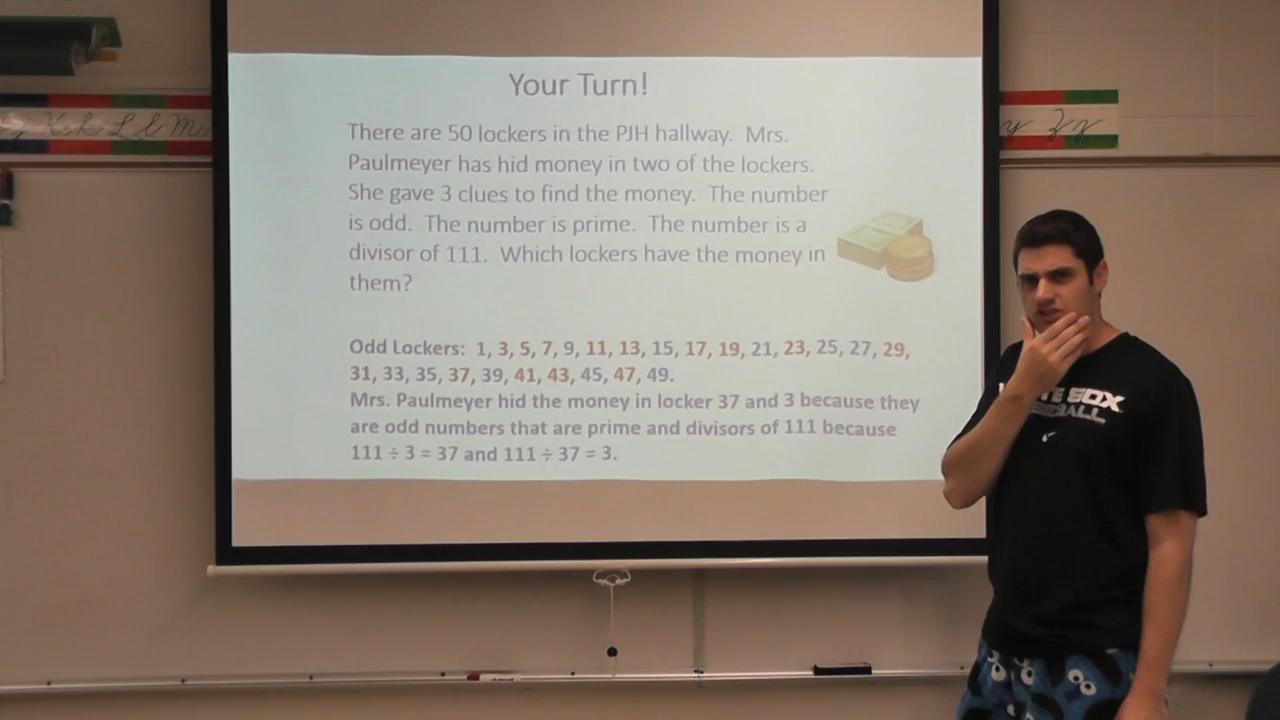 Your Turn!
There are 50 lockers in the PJH hallway. Mrs.
Paulmeyer has hid money in two of the lockers.
She gave 3 clues to find the money. The number
is odd. The number is prime. The number is a
divisor of 111. Which lockers have the money in
them?
Odd Lockers: 1, 3, 5, 7, 9, 11, 13, 15, 17, 19, 21, 23, 25, 27, 29,
31, 33, 35, 37, 39, 41, 43, 45, 47, 49.
Mrs. Paulmeyer hid the money in locker 37 and 3 because they
are odd numbers that are prime and divisors of 111 because
111 ÷ 3 = 37 and 111 ÷ 37 = 3.
Kk Ll M
Zz
SOX